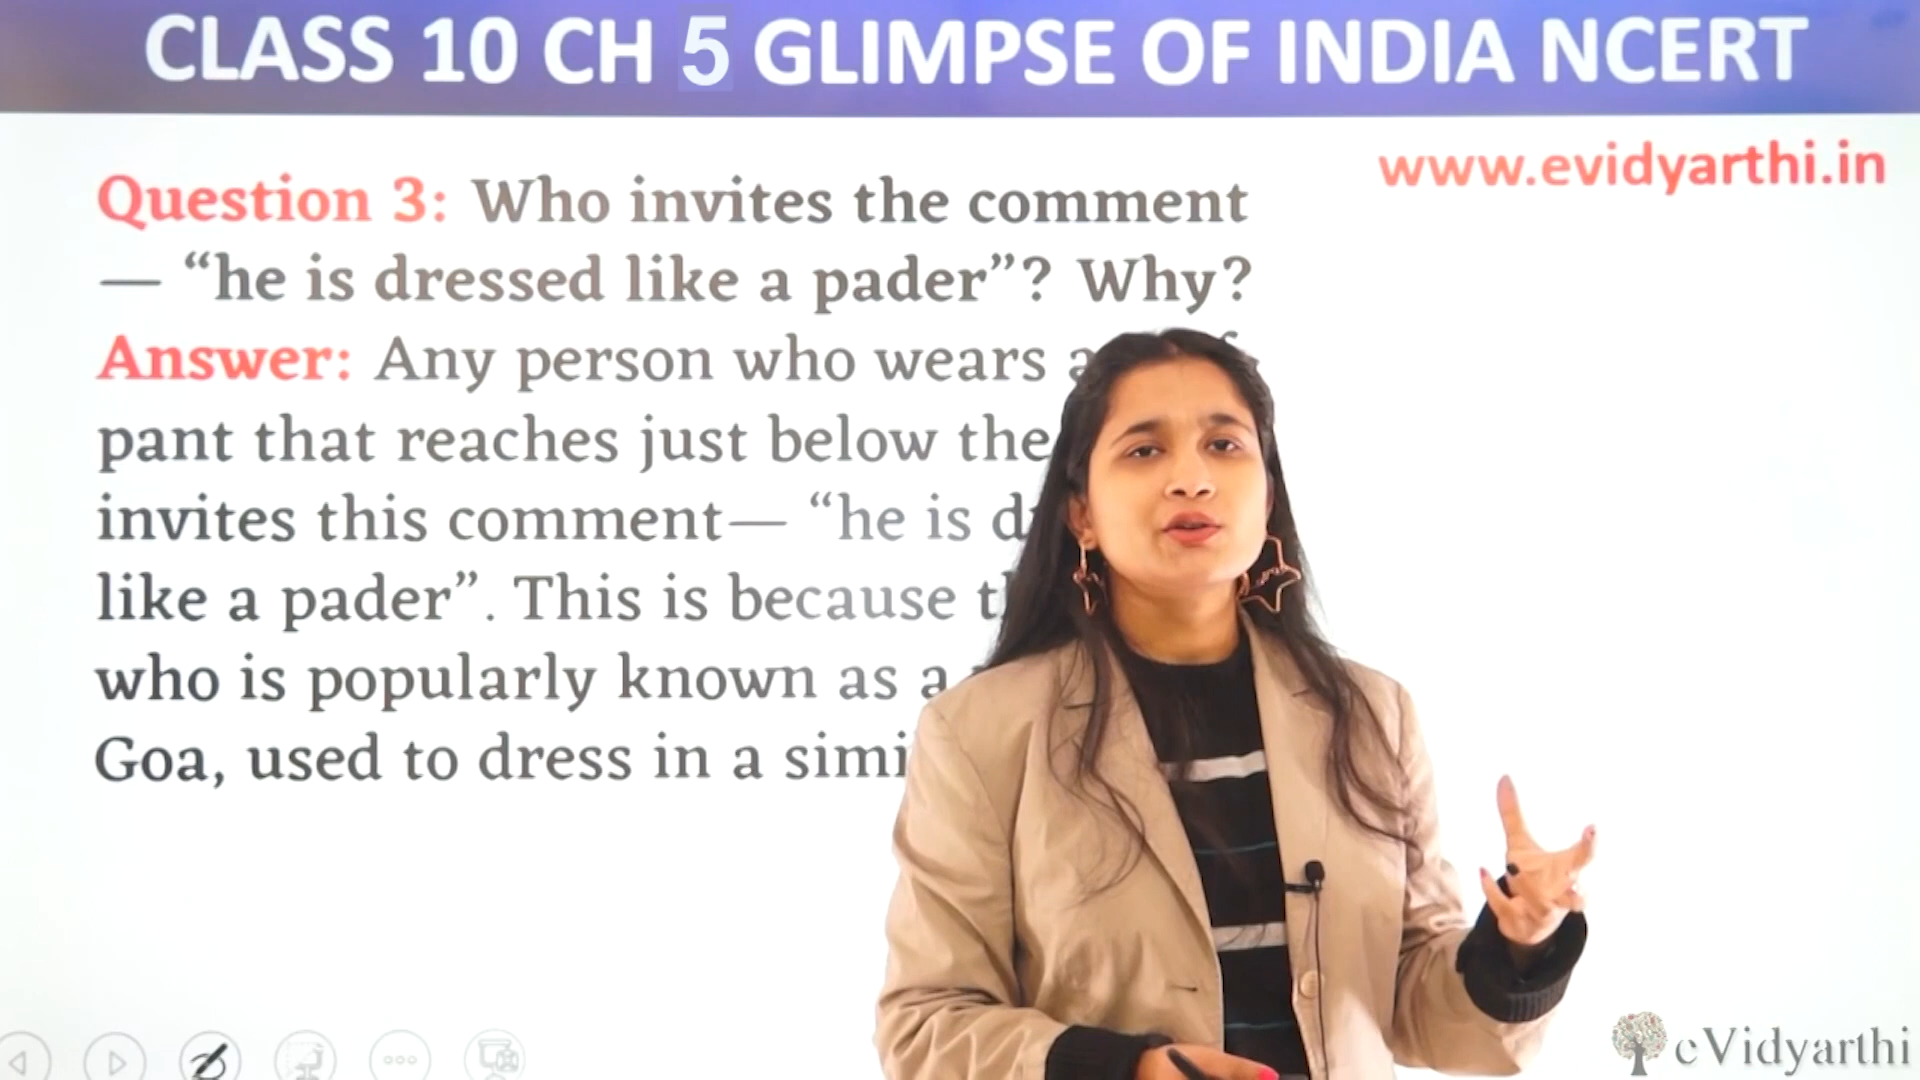 CLASS 10 CH 5 GLIMPSE OF INDIA NCERT
www.evidyarthi.in
Question 3: Who invites the comment
— “he is dressed like a pader”? Why?
Answer: Any person who wears a
pant that reaches just below the
invites this comment— “he is
like a pader”. This is because
who is popularly known as a
Goa, used to dress in a
eVidyarthi